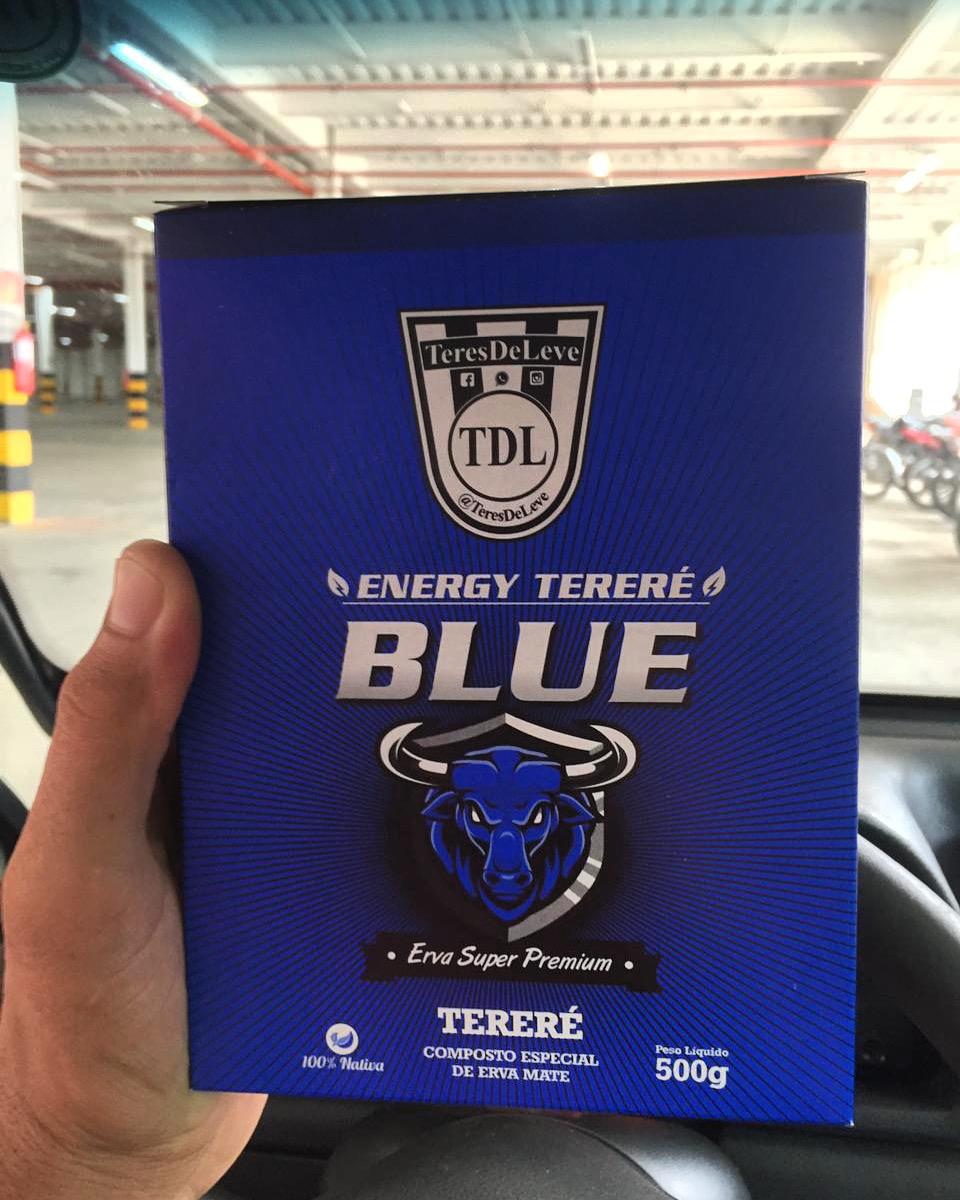 TeresDeLeve
TDL
@TeresDeLeve
ENERGY TERERÉ
BLUE
• Erva Super Premium •
TERERÉ
COMPOSTO ESPECIAL
DE ERVA MATE
100% Nativa
Peso Líquido
500g